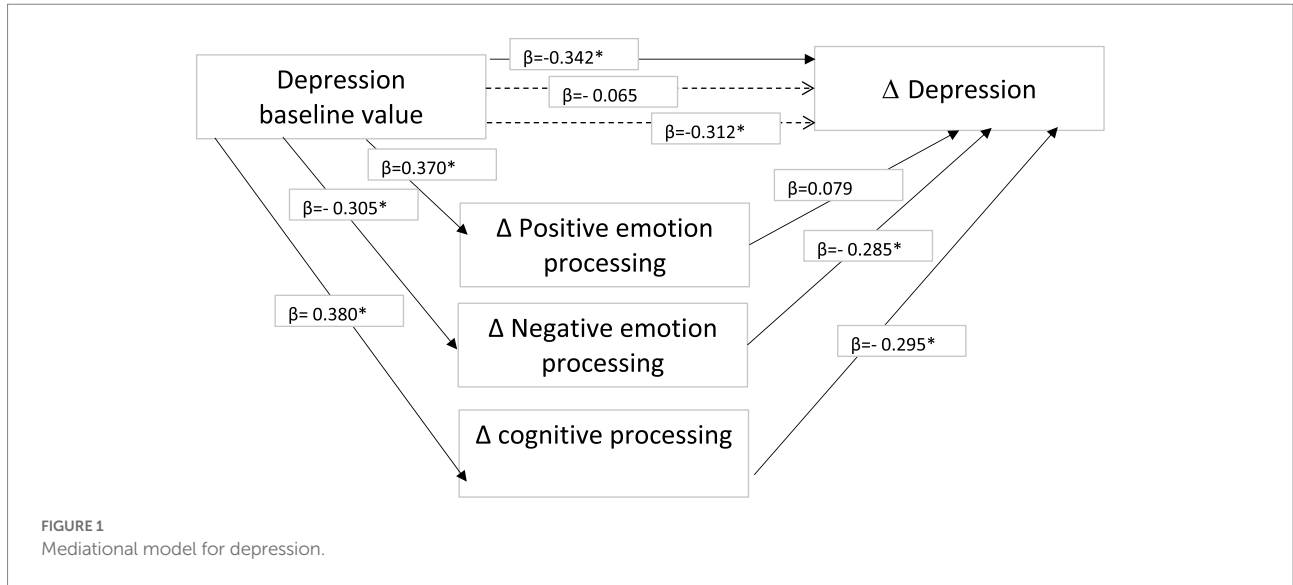 β=-0.342*
Depression
baseline value
β=- 0.065
Δ Depression
β=-0.312*
β=0.370*
β=- 0.305*
β=0.079
Δ Positive emotion
processing
β=- 0.285*
β= 0.380*
Δ Negative emotion
processing
β=- 0.295*
Δ cognitive processing
FIGURE 1
Mediational model for depression.